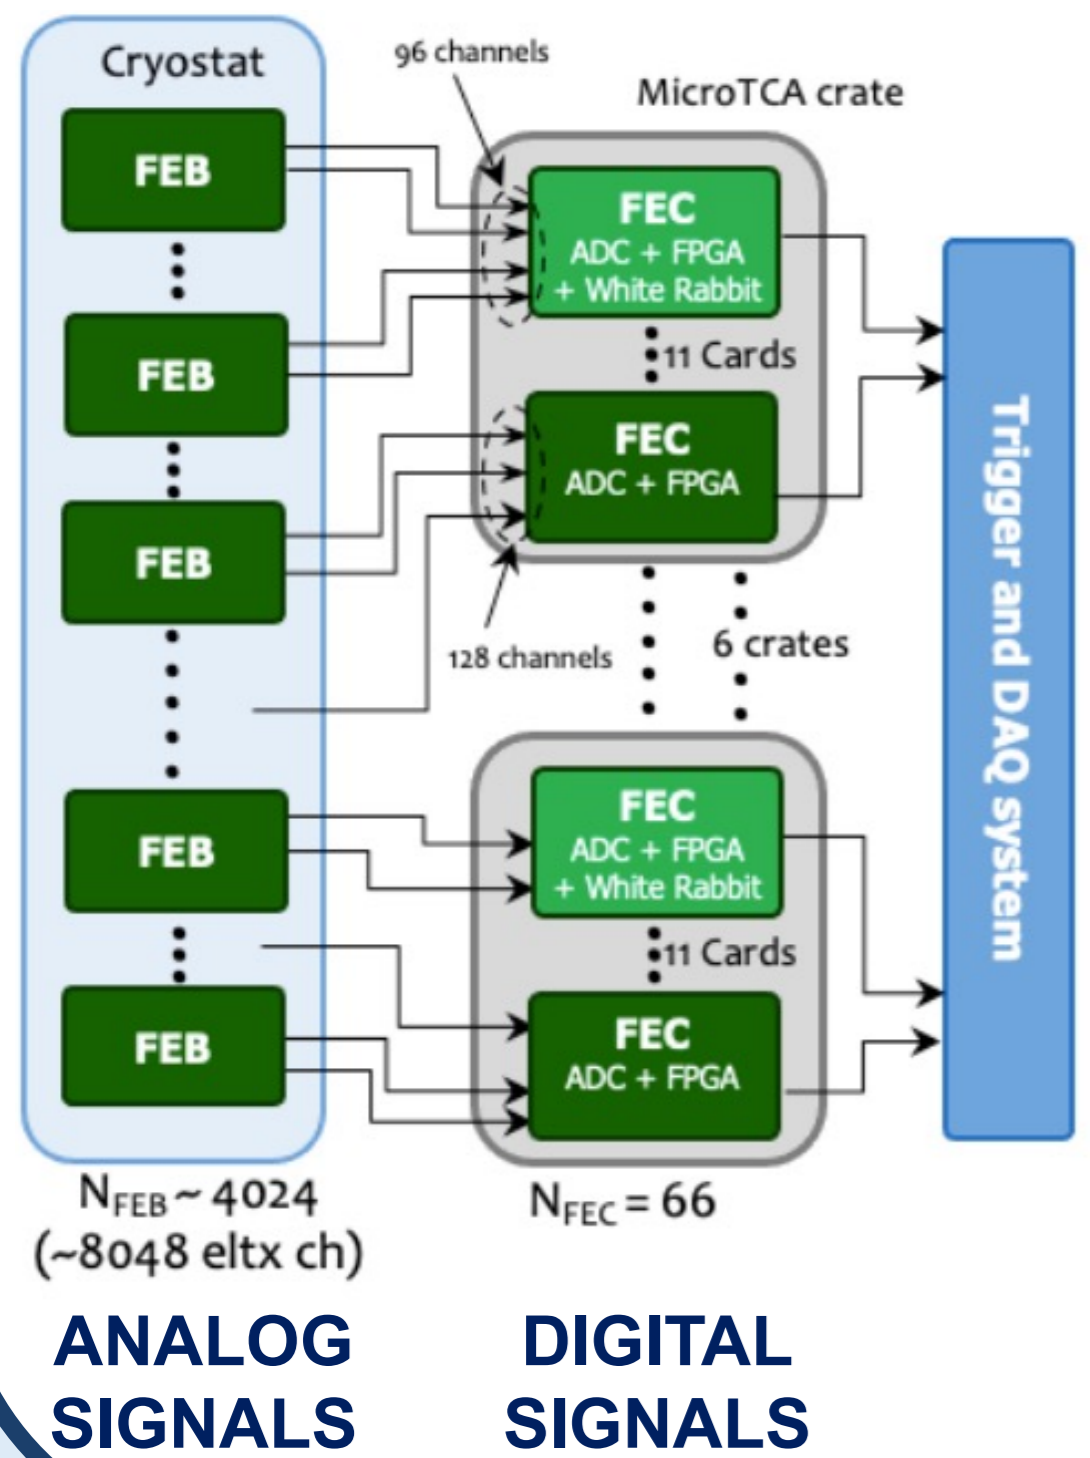 Cryostat
96 channels
MicroTCA crate
FEB
FEC
ADC + FPGA
+ White Rabbit
11 Cards
FEB
FEC
ADC + FPGA
FEB
128 channels
6 crates
Trigger and DAQ system
FEB
FEC
ADC + FPGA
+ White Rabbit
11 Cards
FEB
FEC
ADC + FPGA
NFEB ~ 4024
(~8048 eltx ch)
NFEC = 66
ANALOG
SIGNALS
DIGITAL
SIGNALS